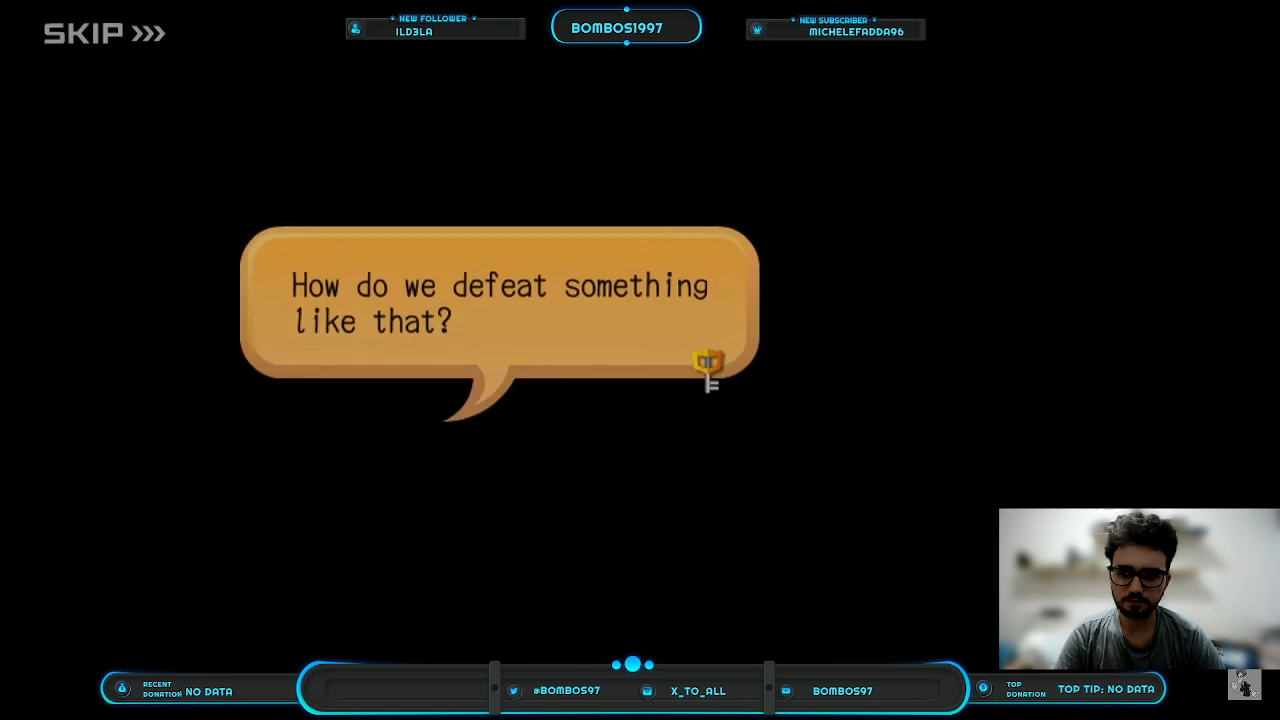 SKIP >>>
NEW FOLLOWER
ILD3LA
BOMBOS1997
NEW SUBSCRIBER
MICHELEFADDA96
How do we defeat something
like that?
RECENT
DONATION NO DATA
@BOMBOS97
X_TO_ALL
BOMBOS97
TOP
DONATION
TOP TIP: NO DATA